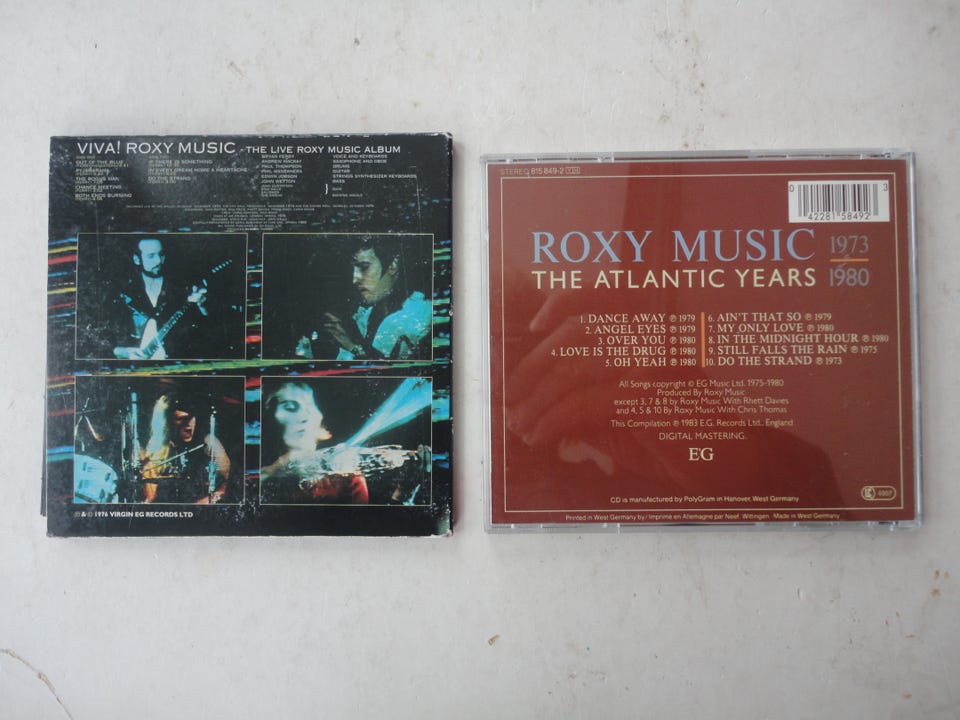 VIVA! ROXY MUSIC - THE LIVE ROXY MUSIC ALBUM
OUT OF THE BLUE
PYJAMARAMA
THE BOGUS MAN
CHANCE MEETING
BOTH ENDS BURNING
IF THERE IS SOMETHING
IN EVERY DREAM HOME A HEARTACHE
DO THE STRAND
BRYAN FERRY VOICE AND KEYBOARDS
ANDREW MACKAY SAXOPHONE AND OBOE
PAUL THOMPSON DRUMS
PHIL MANZANERA GUITAR
EDWIN JOBSON STRINGS SYNTHESIZER KEYBOARDS
JOHN WETTON BASS
℗ & © 1976 VIRGIN EG RECORDS LTD
STEREO 815 849-2
0 42281 58492 3
ROXY MUSIC 1973
THE ATLANTIC YEARS 1980
1. DANCE AWAY ℗ 1979
2. ANGEL EYES ℗ 1979
3. OVER YOU ℗ 1980
4. LOVE IS THE DRUG ℗ 1980
5. OH YEAH ℗ 1980
6. AIN'T THAT SO ℗ 1979
7. MY ONLY LOVE ℗ 1980
8. IN THE MIDNIGHT HOUR ℗ 1980
9. STILL FALLS THE RAIN ℗ 1975
10. DO THE STRAND ℗ 1973
All Songs copyright © EG Music Ltd. 1975-1980
Produced By Roxy Music
except 3, 7 & 8 by Roxy Music With Rhett Davies
and 4, 5 & 10 By Roxy Music With Chris Thomas
This Compilation ℗ 1983 E.G. Records Ltd., England
DIGITAL MASTERING.
EG
CD is manufactured by PolyGram in Hanover, West Germany
Printed in West Germany by / Imprimé en Allemagne par Neef, Wittingen · Made in West Germany